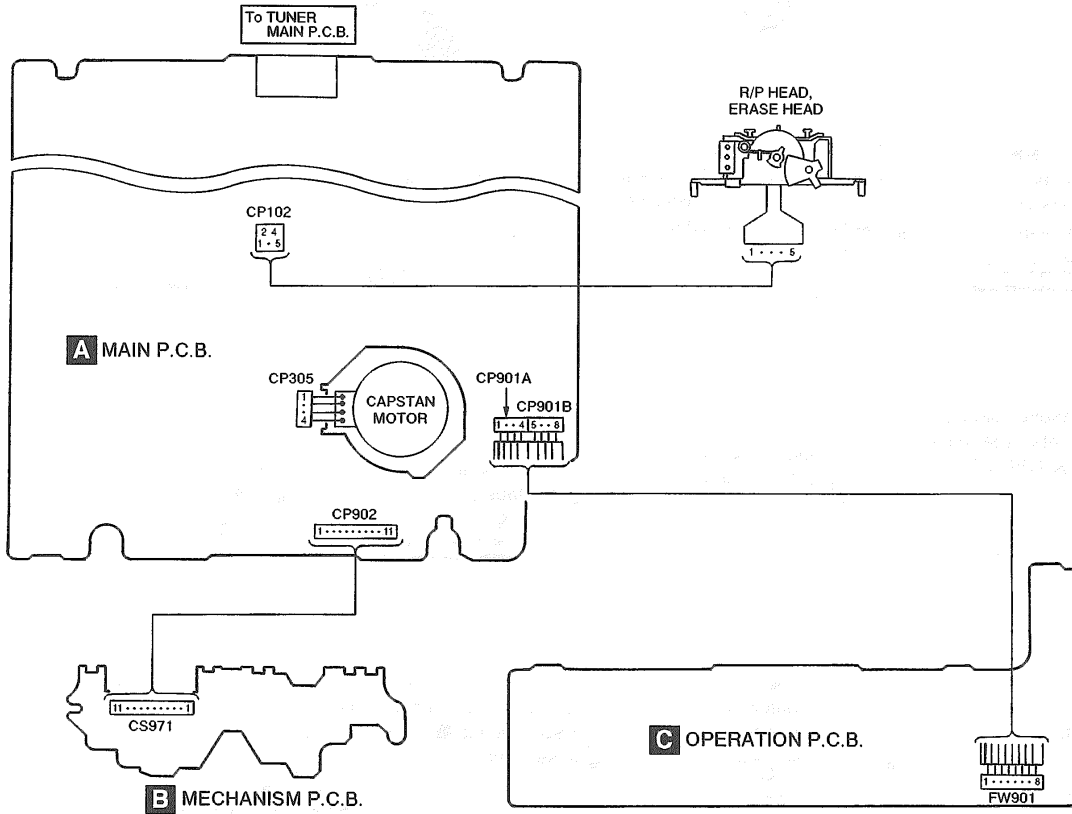 To TUNER
MAIN P.C.B.
R/P HEAD,
ERASE HEAD
CP102
2 4
1 • 5
1 • • • 5
A MAIN P.C.B.
CP305
1
•
•
4
CAPSTAN
MOTOR
CP901A
CP901B
1 • • 4 5 • • 8
CP902
1 • • • • • • • • • 11
11 • • • • • • • • • 1
CS971
B MECHANISM P.C.B.
C OPERATION P.C.B.
1 • • • • • • 8
FW901